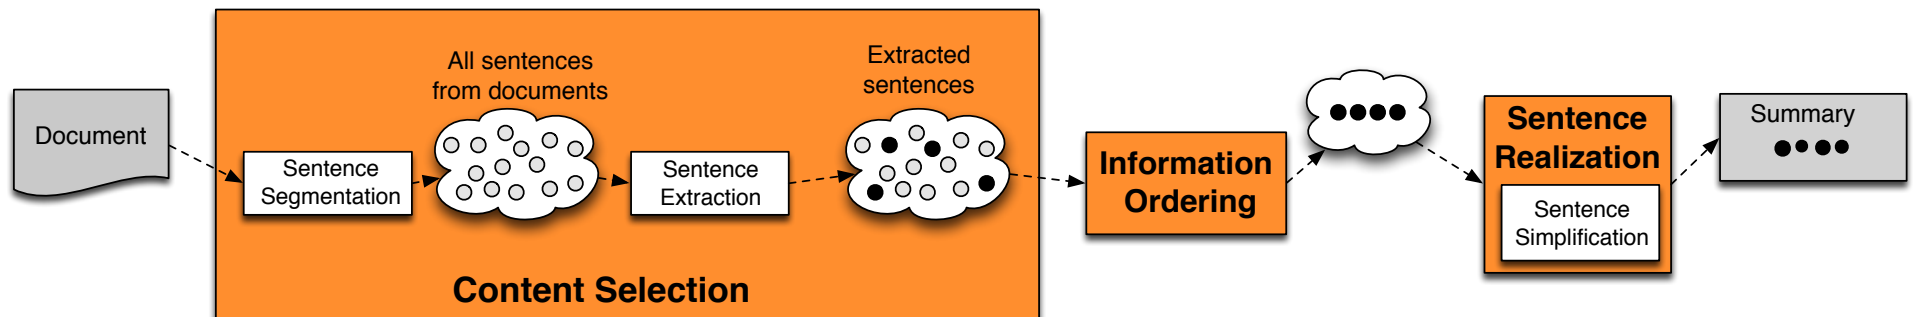 Document
Sentence
Segmentation
All sentences
from documents
Sentence
Extraction
Extracted
sentences
Content Selection
Information
Ordering
Sentence
Realization
Sentence
Simplification
Summary